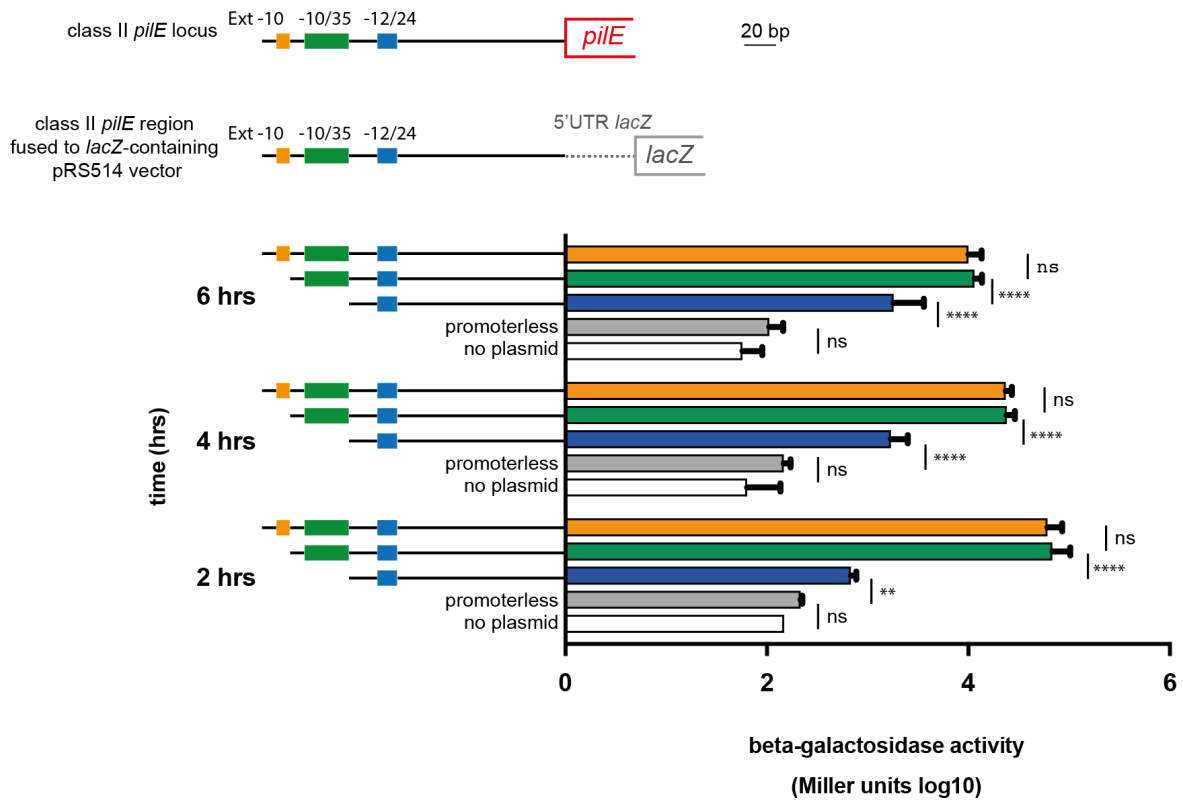 Ext -10 -10/35 -12/24
class II pilE locus
pilE
20 bp
class II pilE region
fused to lacZ-containing
pRS514 vector
Ext -10 -10/35 -12/24
5'UTR lacZ
lacZ
time (hrs)
6 hrs
promoterless
no plasmid
ns
****
****
ns
4 hrs
promoterless
no plasmid
ns
****
****
ns
2 hrs
promoterless
no plasmid
ns
****
**
ns
0 2 4 6
beta-galactosidase activity
(Miller units log10)